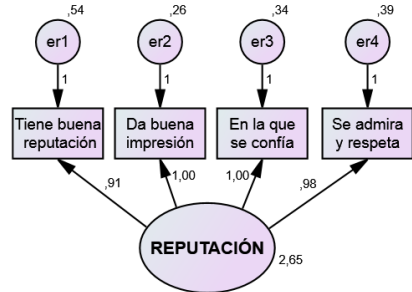 ,54
,26
,34
,39
er1
er2
er3
er4
1
1
1
1
Tiene buena
reputación
Da buena
impresión
En la que
se confía
Se admira
y respeta
,91
1,00
1,00
,98
REPUTACIÓN
2,65